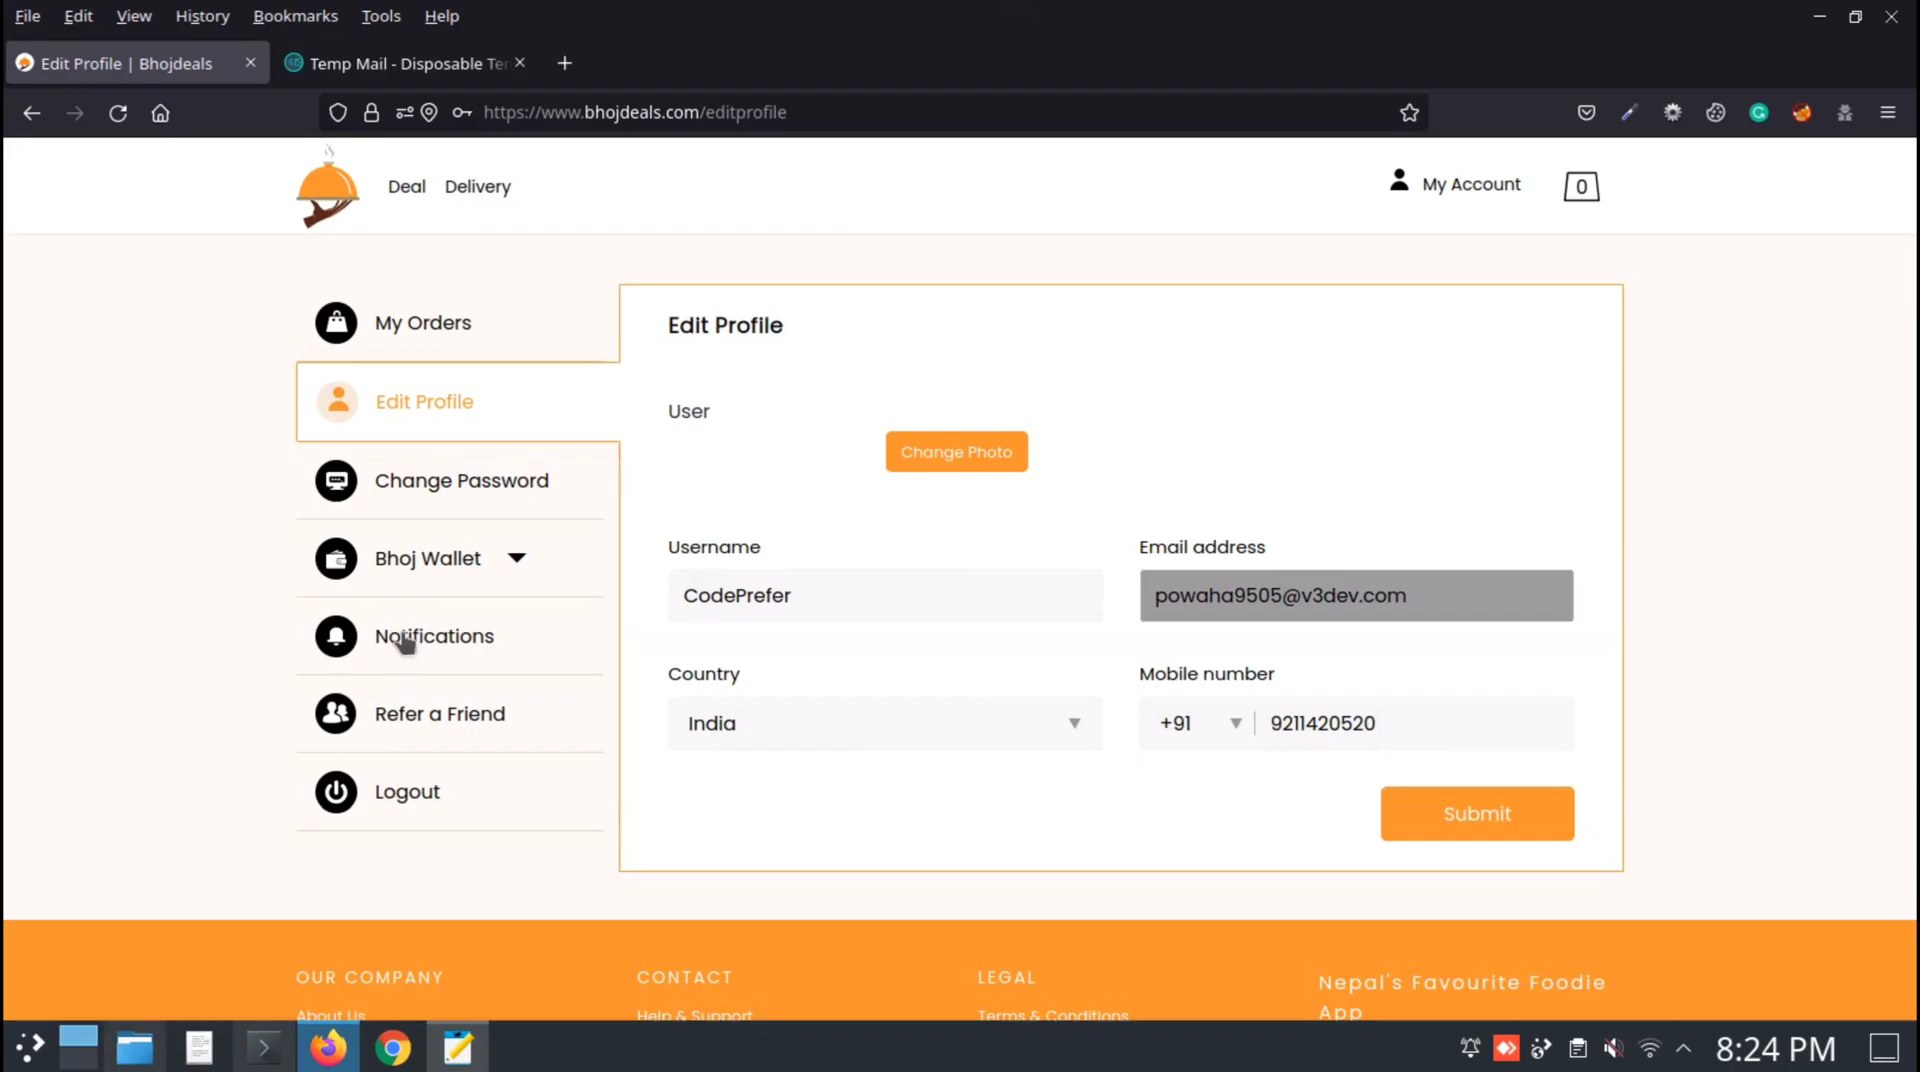 File Edit View History Bookmarks Tools Help
Edit Profile | Bhojdeals
Temp Mail - Disposable Te
https://www.bhojdeals.com/editprofile
Deal Delivery
My Account
0
My Orders
Edit Profile
Change Password
Bhoj Wallet
Notifications
Refer a Friend
Logout
Edit Profile
User
Change Photo
Username
CodePrefer
Email address
powaha9505@v3dev.com
Country
India
Mobile number
+91
9211420520
Submit
OUR COMPANY
About Us
CONTACT
Help & Support
LEGAL
Terms & Conditions
Nepal's Favourite Foodie
App
8:24 PM